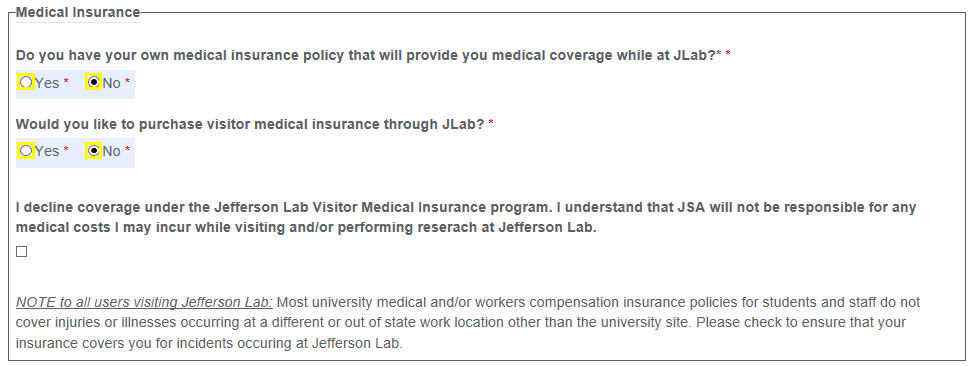 Medical Insurance
Do you have your own medical insurance policy that will provide you medical coverage while at JLab?* *
Yes * No *
Would you like to purchase visitor medical insurance through JLab? *
Yes * No *
I decline coverage under the Jefferson Lab Visitor Medical Insurance program. I understand that JSA will not be responsible for any
medical costs I may incur while visiting and/or performing reserach at Jefferson Lab.
NOTE to all users visiting Jefferson Lab: Most university medical and/or workers compensation insurance policies for students and staff do not
cover injuries or illnesses occurring at a different or out of state work location other than the university site. Please check to ensure that your
insurance covers you for incidents occuring at Jefferson Lab.